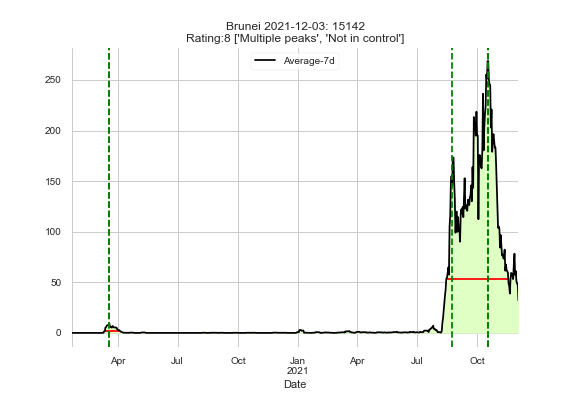 Brunei 2021-12-03: 15142
Rating:8 ['Multiple peaks', 'Not in control']
Average-7d
250
200
150
100
50
0
Apr
Jul
Oct
Jan
2021
Apr
Jul
Oct
Date